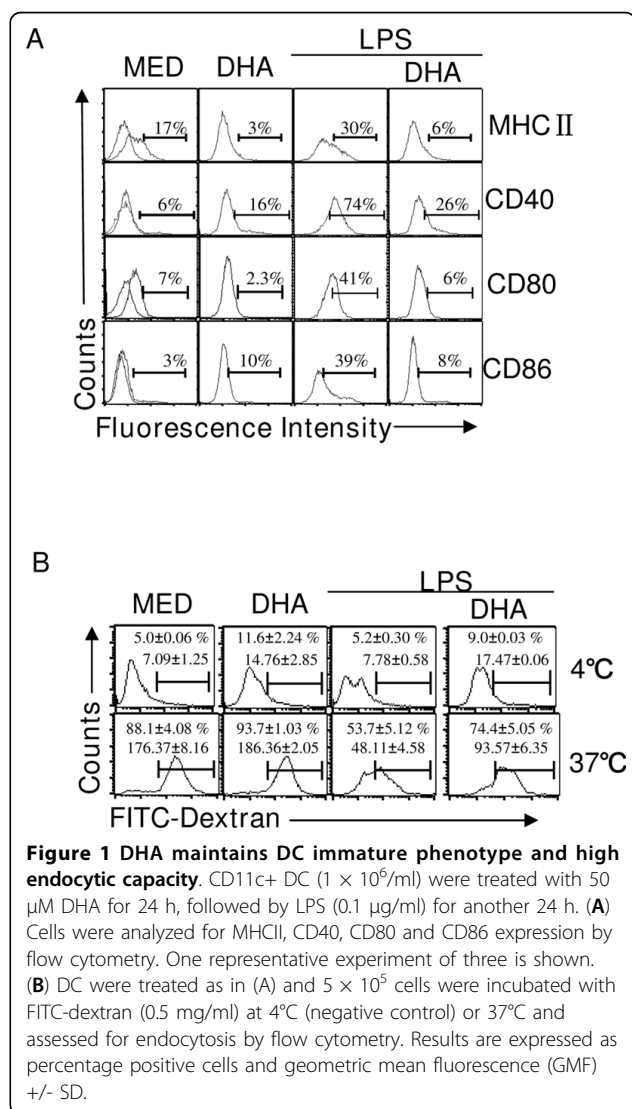 A
LPS
MED DHA DHA
17% 3% 30% 6% MHC II
6% 16% 74% 26% CD40
7% 2.3% 41% 6% CD80
3% 10% 39% 8% CD86
Counts
Fluorescence Intensity
B
LPS
MED DHA DHA
5.0±0.06 % 11.6±2.24 % 5.2±0.30 % 9.0±0.03 %
7.09±1.25 14.76±2.85 7.78±0.58 17.47±0.06 4℃
88.1±4.08 % 93.7±1.03 % 53.7±5.12 % 74.4±5.05 %
176.37±8.16 186.36±2.05 48.11±4.58 93.57±6.35 37℃
Counts
FITC-Dextran
Figure 1 DHA maintains DC immature phenotype and high
endocytic capacity. CD11c+ DC (1 × 10⁶/ml) were treated with 50
μM DHA for 24 h, followed by LPS (0.1 μg/ml) for another 24 h. (A)
Cells were analyzed for MHCII, CD40, CD80 and CD86 expression by
flow cytometry. One representative experiment of three is shown.
(B) DC were treated as in (A) and 5 × 10⁵ cells were incubated with
FITC-dextran (0.5 mg/ml) at 4°C (negative control) or 37°C and
assessed for endocytosis by flow cytometry. Results are expressed as
percentage positive cells and geometric mean fluorescence (GMF)
+/- SD.